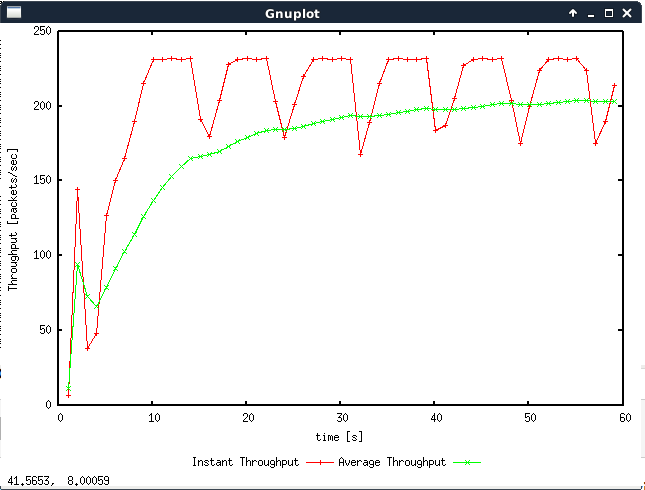 Gnuplot
250
200
150
100
50
0
Throughput [packets/sec]
0 10 20 30 40 50 60
time [s]
Instant Throughput Average Throughput
41.5653, 8.00059